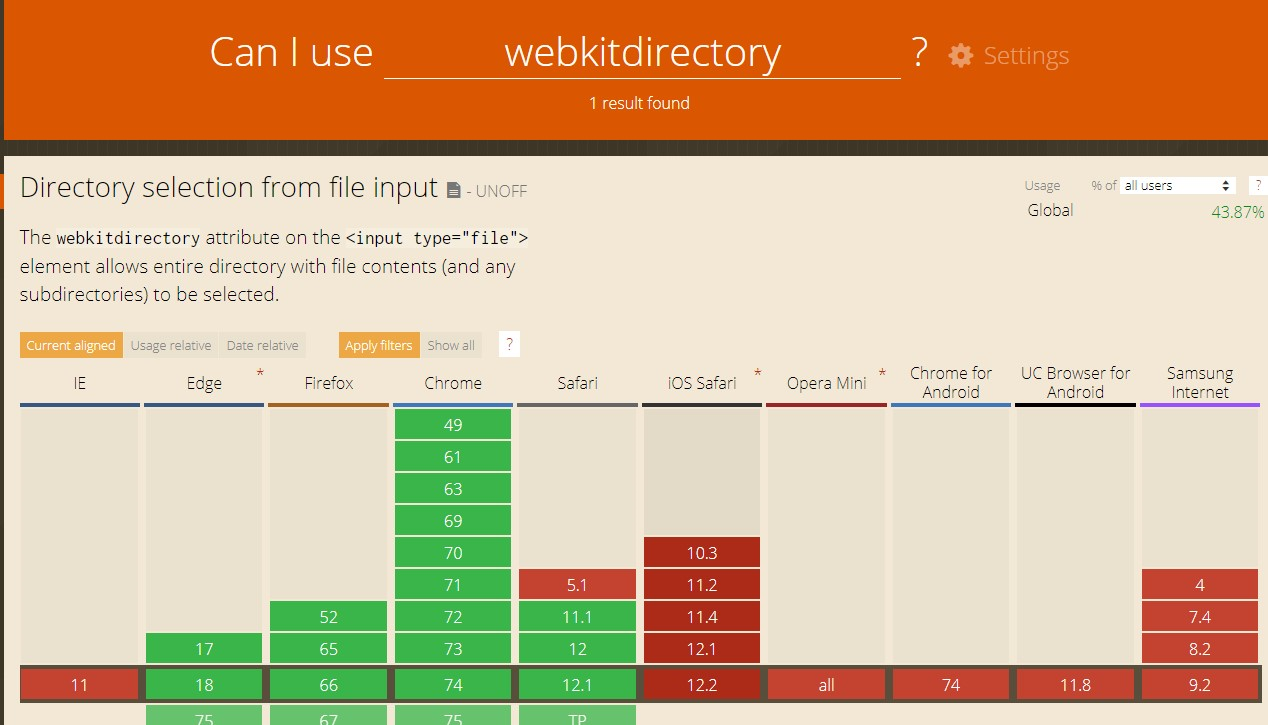 Can I use webkitdirectory ? Settings
1 result found
Directory selection from file input - UNOFF
Usage % of all users ?
Global 43.87%
The webkitdirectory attribute on the <input type="file">
element allows entire directory with file contents (and any
subdirectories) to be selected.
Current aligned Usage relative Date relative Apply filters Show all ?
IE Edge * Firefox Chrome Safari iOS Safari * Opera Mini * Chrome for Android UC Browser for Android Samsung Internet
49
61
63
69
70 10.3
71 5.1 11.2 4
52 72 11.1 11.4 7.4
17 65 73 12 12.1 8.2
11 18 66 74 12.1 12.2 all 74 11.8 9.2
75 67 75 TP